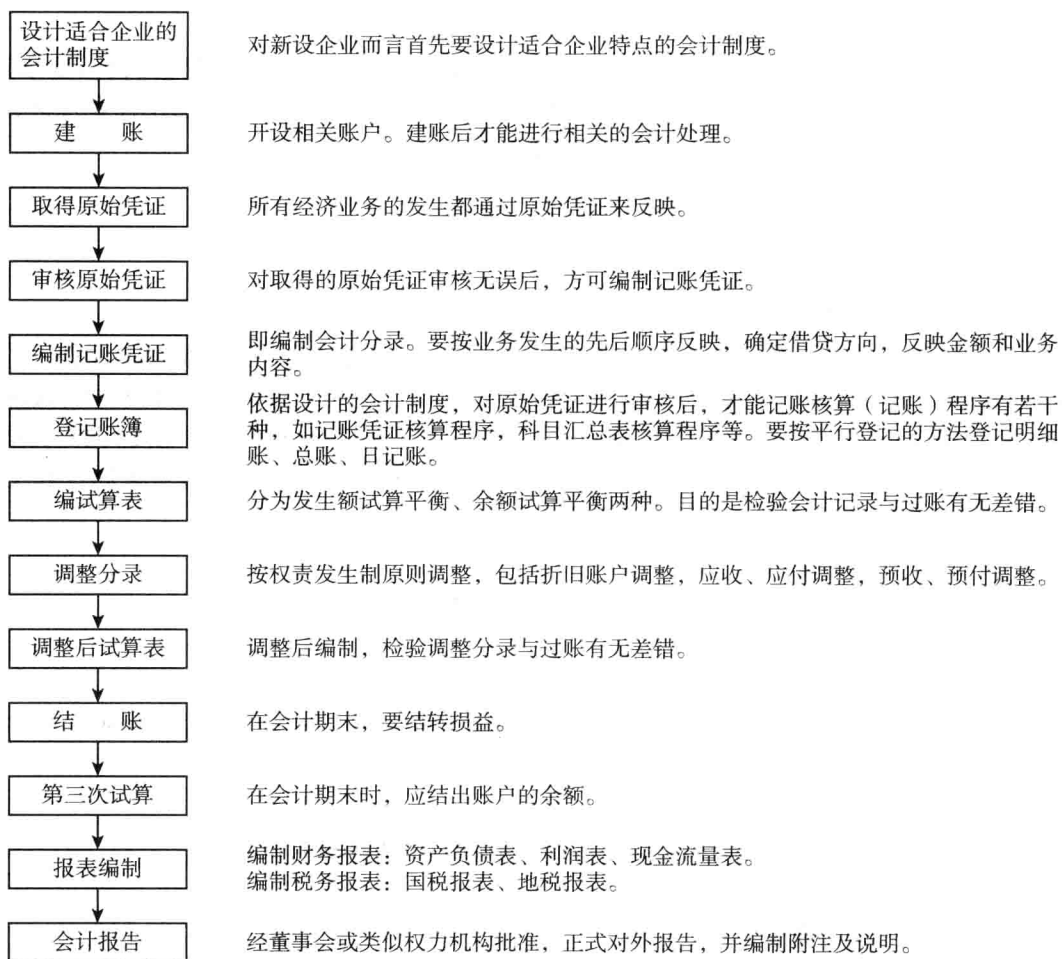 设计适合企业的
会计制度
对新设企业而言首先要设计适合企业特点的会计制度。
建 账
开设相关账户。建账后才能进行相关的会计处理。
取得原始凭证
所有经济业务的发生都通过原始凭证来反映。
审核原始凭证
对取得的原始凭证审核无误后，方可编制记账凭证。
编制记账凭证
即编制会计分录。要按业务发生的先后顺序反映，确定借贷方向，反映金额和业务
内容。
登记账簿
依据设计的会计制度，对原始凭证进行审核后，才能记账核算（记账）程序有若干
种，如记账凭证核算程序，科目汇总表核算程序等。要按平行登记的方法登记明细
账、总账、日记账。
编试算表
分为发生额试算平衡、余额试算平衡两种。目的是检验会计记录与过账有无差错。
调整分录
按权责发生制原则调整，包括折旧账户调整，应收、应付调整，预收、预付调整。
调整后试算表
调整后编制，检验调整分录与过账有无差错。
结 账
在会计期末，要结转损益。
第三次试算
在会计期末时，应结出账户的余额。
报表编制
编制财务报表：资产负债表、利润表、现金流量表。
编制税务报表：国税报表、地税报表。
会计报告
经董事会或类似权力机构批准，正式对外报告，并编制附注及说明。